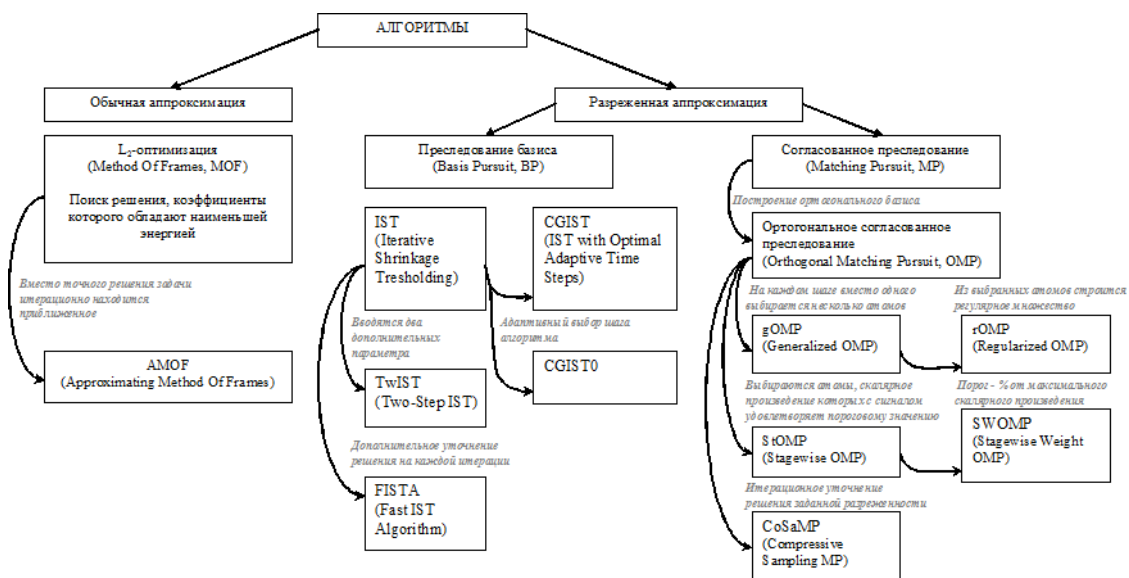 АЛГОРИТМЫ
Обычная аппроксимация
Разреженная аппроксимация
L₂-оптимизация
(Method Of Frames, MOF)
Поиск решения, коэффициенты
которого обладают наименьшей
энергией
Вместо точного решения задачи
итерационно находится
приближенное
AMOF
(Approximating Method Of Frames)
Преследование базиса
(Basis Pursuit, BP)
IST
(Iterative
Shrinkage
Tresholding)
CGIST
(IST with Optimal
Adaptive Time
Steps)
Вводятся два
дополнительных
параметра
Адаптивный выбор шага
алгоритма
TwIST
(Two-Step IST)
CGIST0
Дополнительное уточнение
решения на каждой итерации
FISTA
(Fast IST
Algorithm)
Согласованное преследование
(Matching Pursuit, MP)
Построение ортогонального базиса
Ортогональное согласованное
преследование
(Orthogonal Matching Pursuit, OMP)
На каждом шаге вместо одного
выбирается несколько атомов
Из выбранных атомов строится
регулярное множество
gOMP
(Generalized OMP)
rOMP
(Regularized OMP)
Выбираются атомы, скалярное
произведение которых с сигналом
удовлетворяет пороговому значению
Порог - % от максимального
скалярного произведения
StOMP
(Stagewise OMP)
SWOMP
(Stagewise Weight
OMP)
Итерационное уточнение
решения заданной разреженности
CoSaMP
(Compressive
Sampling MP)